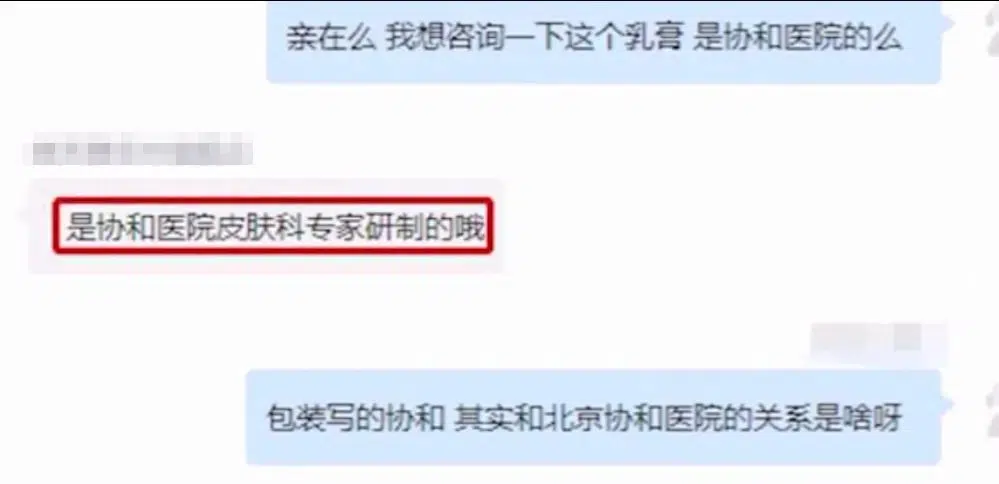 亲在么 我想咨询一下这个乳膏 是协和医院的么
是协和医院皮肤科专家研制的哦
包装写的协和 其实和北京协和医院的关系是啥呀